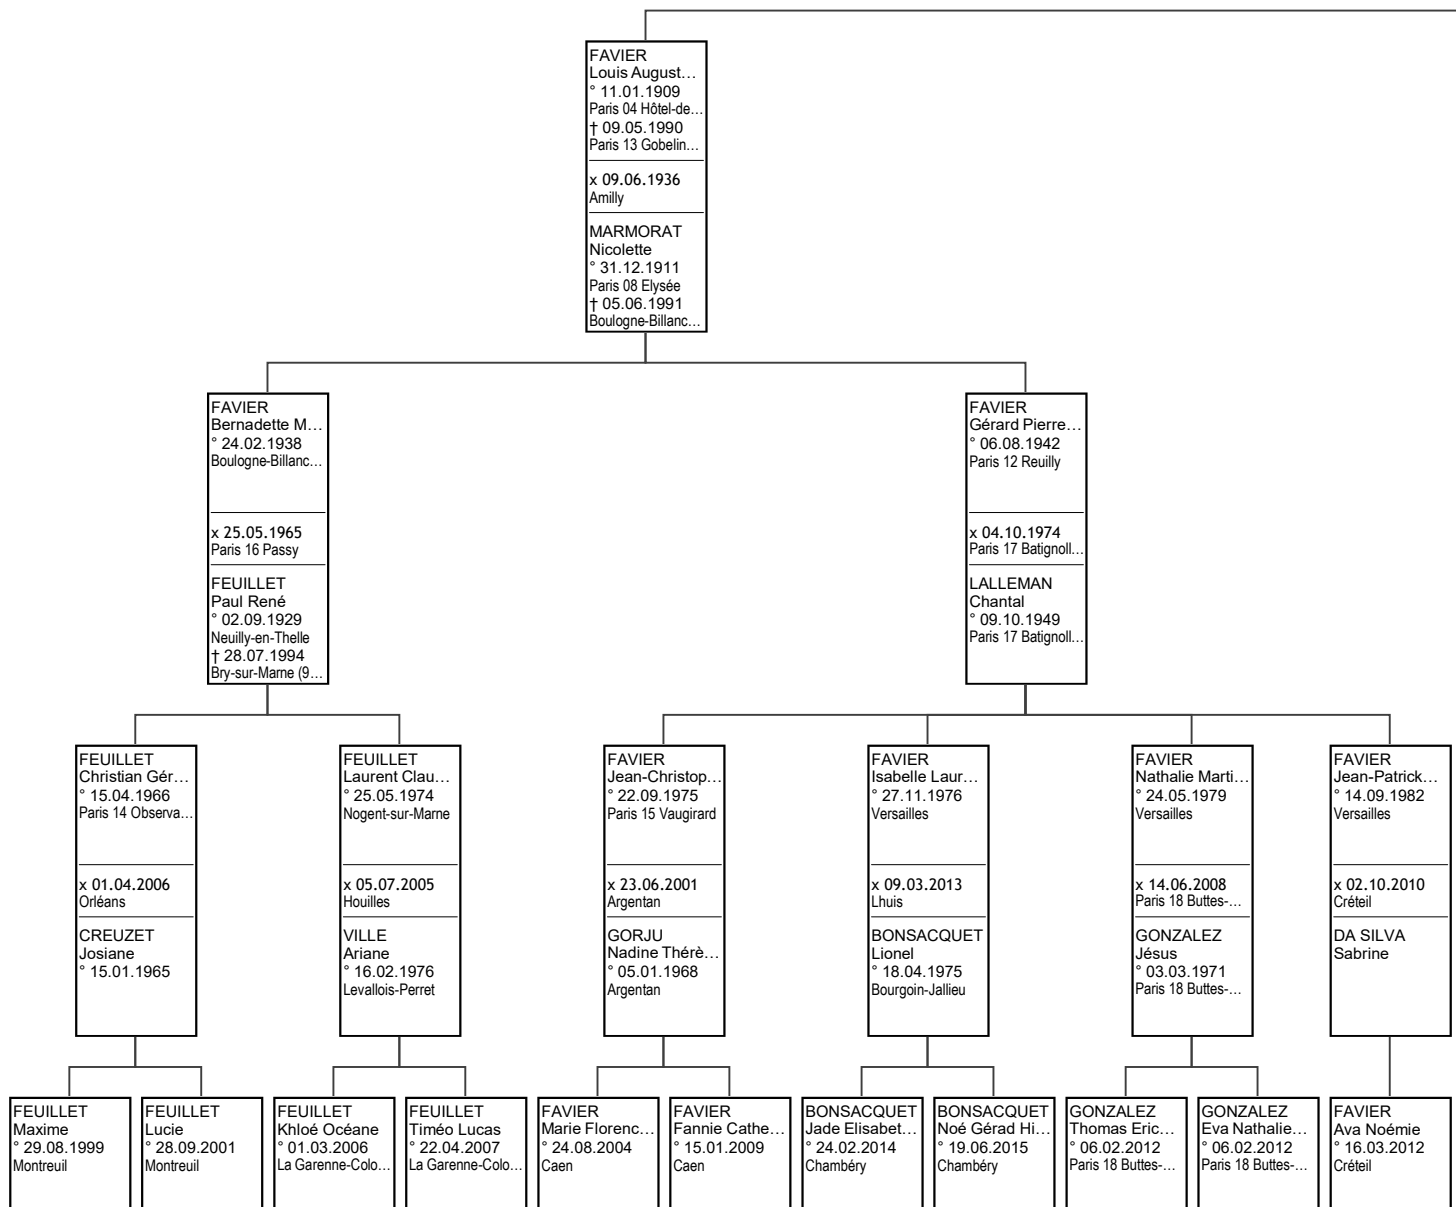 FAVIER
Louis August...
° 11.01.1909
Paris 04 Hôtel-de...
† 09.05.1990
Paris 13 Gobelin...
x 09.06.1936
Amilly
MARMORAT
Nicolette
° 31.12.1911
Paris 08 Elysée
† 05.06.1991
Boulogne-Billanc...
FAVIER
Bernadette M...
° 24.02.1938
Boulogne-Billanc...
x 25.05.1965
Paris 16 Passy
FEUILLET
Paul René
° 02.09.1929
Neuilly-en-Thelle
† 28.07.1994
Bry-sur-Marne (9...
FAVIER
Gérard Pierre...
° 06.08.1942
Paris 12 Reuilly
x 04.10.1974
Paris 17 Batignoll...
LALLEMAN
Chantal
° 09.10.1949
Paris 17 Batignoll...
FEUILLET
Christian Gér...
° 15.04.1966
Paris 14 Observa...
x 01.04.2006
Orléans
CREUZET
Josiane
° 15.01.1965
FEUILLET
Laurent Clau...
° 25.05.1974
Nogent-sur-Marne
x 05.07.2005
Houilles
VILLE
Ariane
° 16.02.1976
Levallois-Perret
FAVIER
Jean-Christop...
° 22.09.1975
Paris 15 Vaugirard
x 23.06.2001
Argentan
GORJU
Nadine Thérè...
° 05.01.1968
Argentan
FAVIER
Isabelle Laur...
° 27.11.1976
Versailles
x 09.03.2013
Lhuis
BONSACQUET
Lionel
° 18.04.1975
Bourgoin-Jallieu
FAVIER
Nathalie Marti...
° 24.05.1979
Versailles
x 14.06.2008
Paris 18 Buttes-...
GONZALEZ
Jésus
° 03.03.1971
Paris 18 Buttes-...
FAVIER
Jean-Patrick...
° 14.09.1982
Versailles
x 02.10.2010
Créteil
DA SILVA
Sabrine
FEUILLET
Maxime
° 29.08.1999
Montreuil
FEUILLET
Lucie
° 28.09.2001
Montreuil
FEUILLET
Khloé Océane
° 01.03.2006
La Garenne-Colo...
FEUILLET
Timéo Lucas
° 22.04.2007
La Garenne-Colo...
FAVIER
Marie Florenc...
° 24.08.2004
Caen
FAVIER
Fannie Cathe...
° 15.01.2009
Caen
BONSACQUET
Jade Elisabet...
° 24.02.2014
Chambéry
BONSACQUET
Noé Gérad Hi...
° 19.06.2015
Chambéry
GONZALEZ
Thomas Eric...
° 06.02.2012
Paris 18 Buttes-...
GONZALEZ
Eva Nathalie...
° 06.02.2012
Paris 18 Buttes-...
FAVIER
Ava Noémie
° 16.03.2012
Créteil